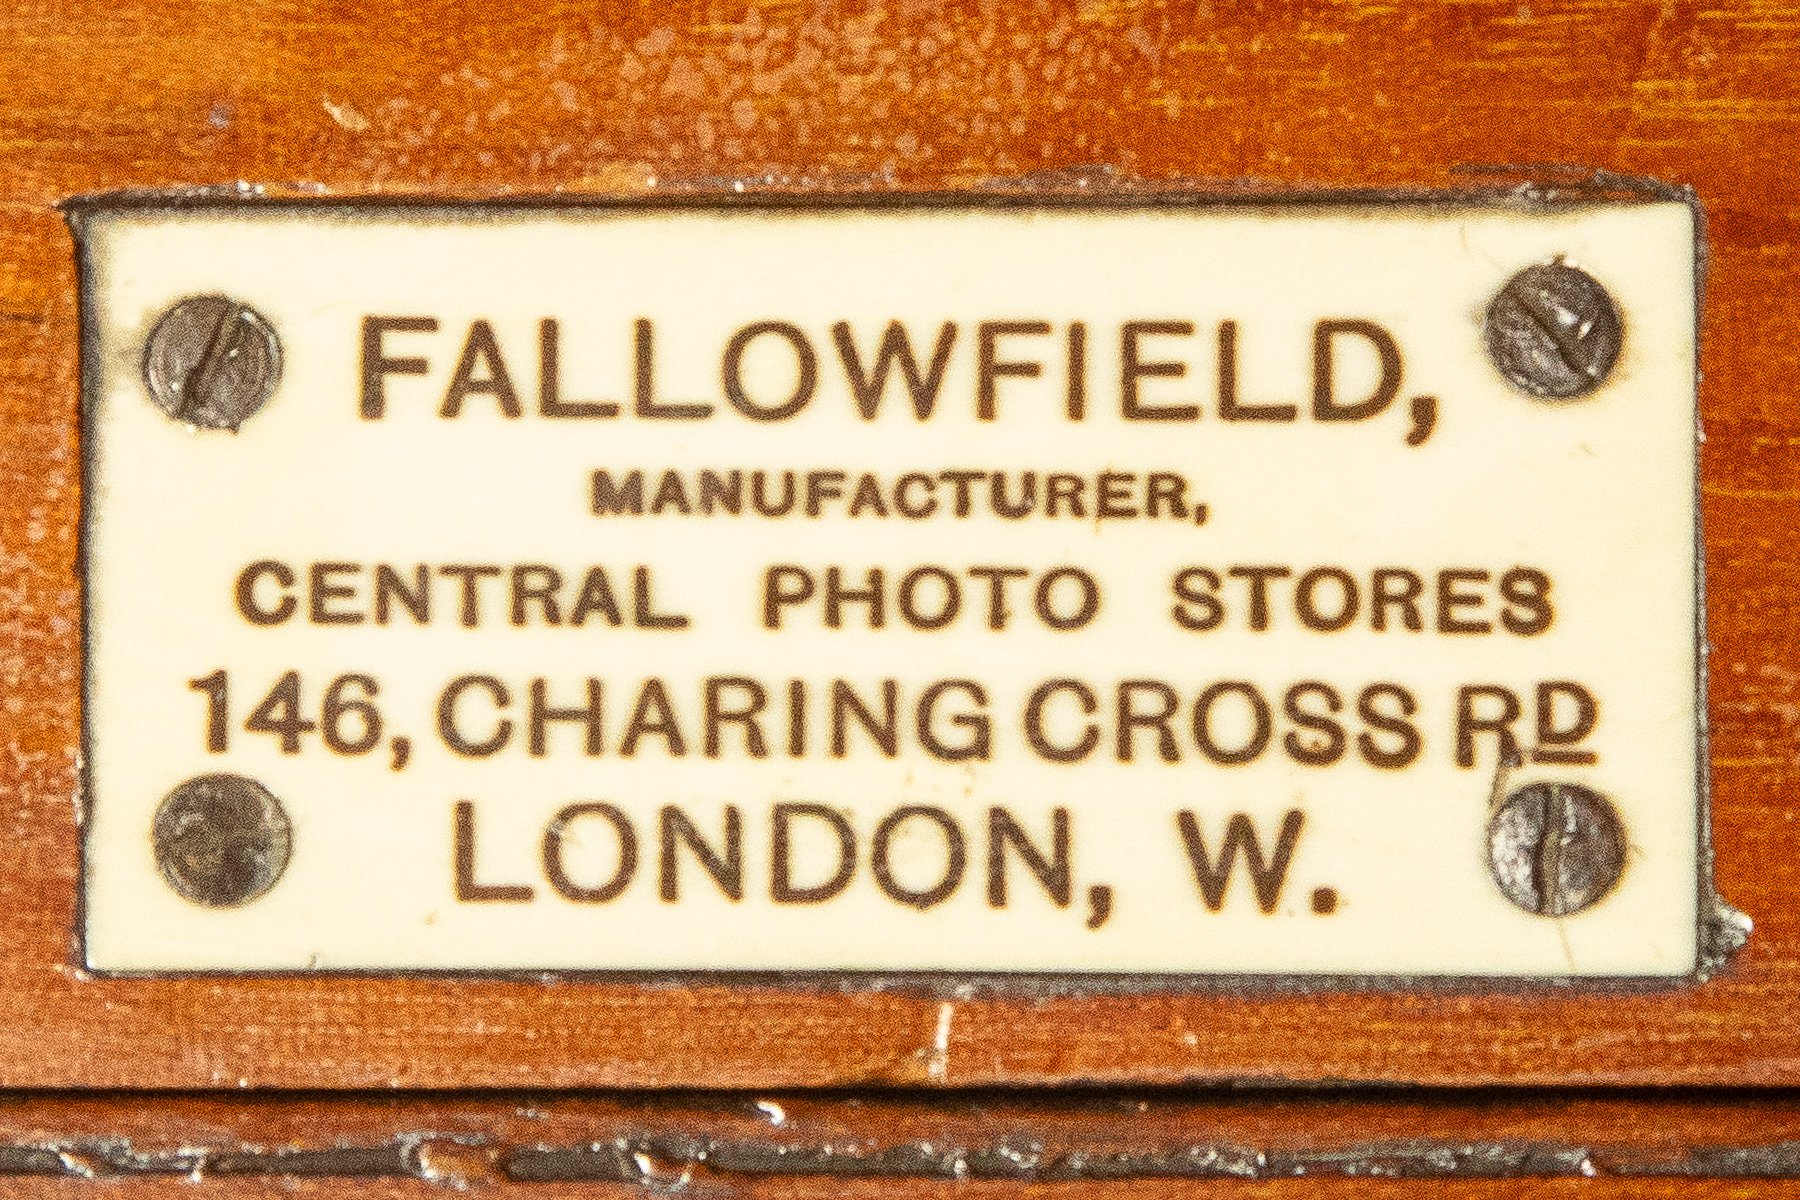 FALLOWFIELD,
MANUFACTURER,
CENTRAL PHOTO STORES
146, CHARING CROSS RD
LONDON, W.